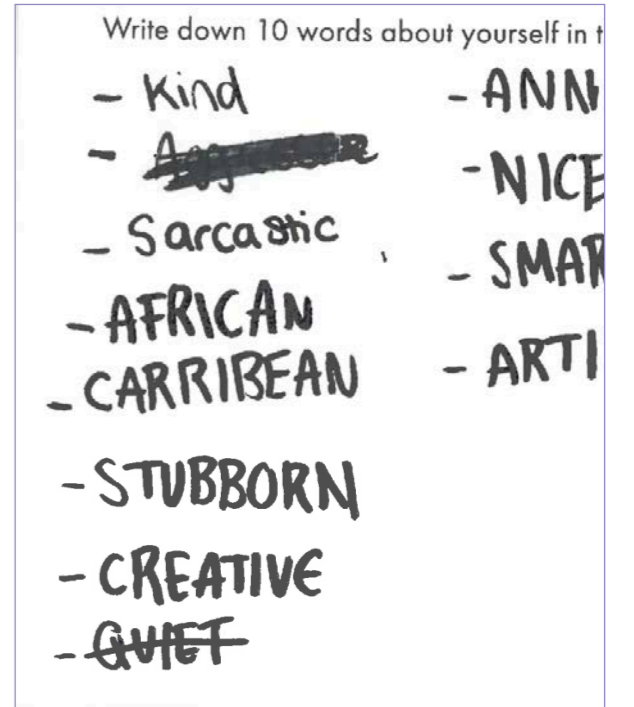 Write down 10 words about yourself in t
- Kind
- Sarcastic
- AFRICAN
- CARRIBEAN
- STUBBORN
- CREATIVE
- QUIET
- ANN
- NICE
- SMAR
- ARTI